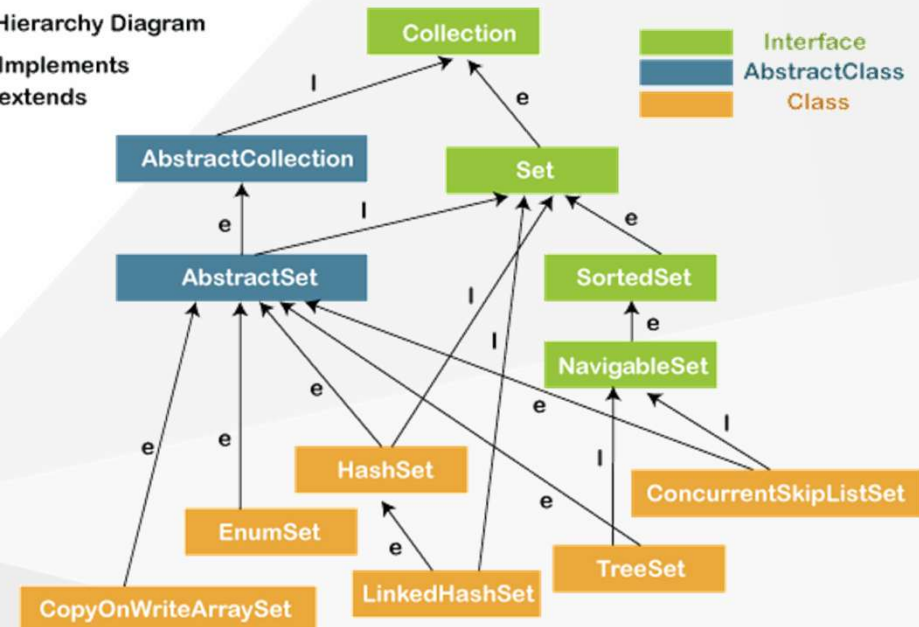 Hierarchy Diagram
Implements
extends
Collection
Interface
AbstractClass
Class
I
e
AbstractCollection
Set
e
I
e
AbstractSet
SortedSet
I
e
I
NavigableSet
e
e
I
e
e
I
HashSet
ConcurrentSkipListSet
e
EnumSet
e
TreeSet
LinkedHashSet
CopyOnWriteArraySet